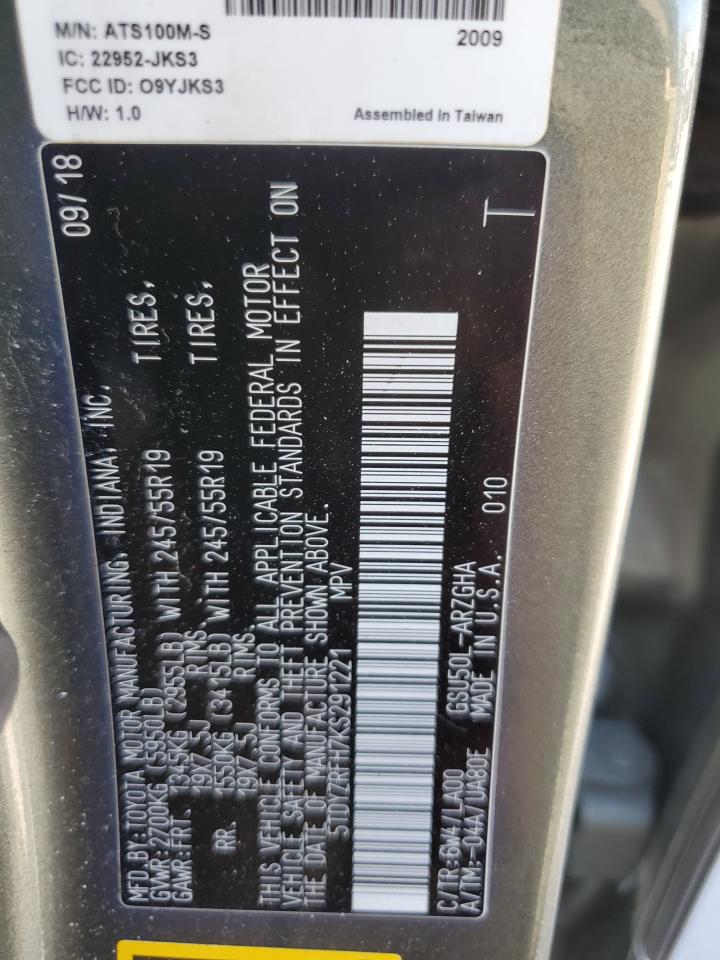 M/N: ATS100M-S
2009
IC: 22952-JKS3
FCC ID: O9YJKS3
H/W: 1.0
Assembled in Taiwan
09/18
MFD.BY:TOYOTA MOTOR MANUFACTURING, INDIANA, INC.
GVWR:2700KG (5950LB)
GAWR:FRT. 1345KG (2955LB) WITH 245/55R19 TIRES,
19X7.5J RIMS,
RR. 1550KG (3415LB) WITH 245/55R19 TIRES,
19X7.5J RIMS.
THIS VEHICLE CONFORMS TO ALL APPLICABLE FEDERAL MOTOR
VEHICLE SAFETY AND THEFT PREVENTION STANDARDS IN EFFECT ON
THE DATE OF MANUFACTURE SHOWN ABOVE.
5TDYZRFH7KS291221 MPV
T
C/TR:6W4/LA00 GSU50L-ARZGHA 010
A/TM:-04A/UA80E MADE IN U.S.A.